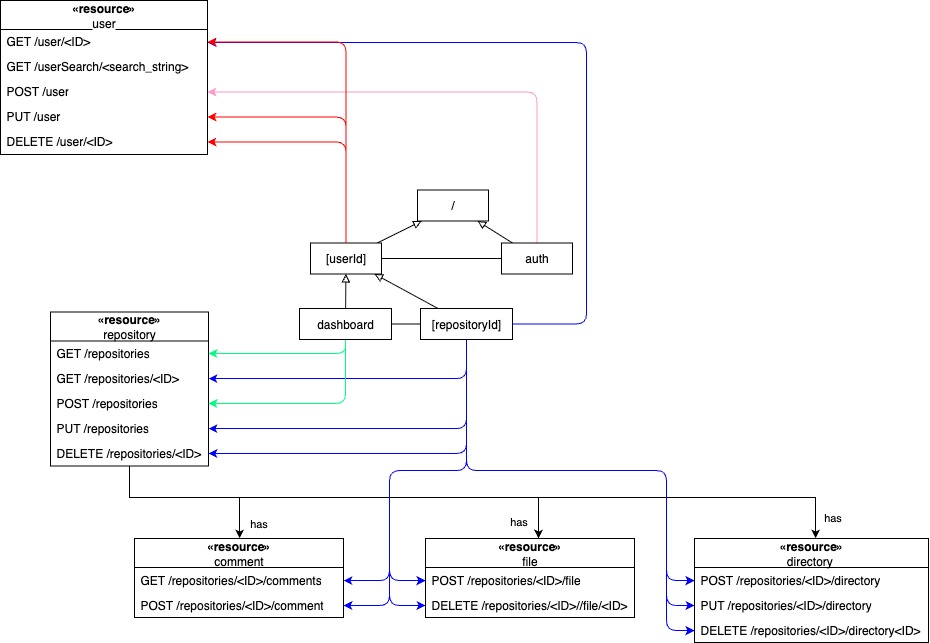 «resource»
user
GET /user/<ID>
GET /userSearch/<search_string>
POST /user
PUT /user
DELETE /user/<ID>
/
[userId]
auth
dashboard
[repositoryId]
«resource»
repository
GET /repositories
GET /repositories/<ID>
POST /repositories
PUT /repositories
DELETE /repositories/<ID>
has
has
has
«resource»
comment
GET /repositories/<ID>/comments
POST /repositories/<ID>/comment
«resource»
file
POST /repositories/<ID>/file
DELETE /repositories/<ID>//file/<ID>
«resource»
directory
POST /repositories/<ID>/directory
PUT /repositories/<ID>/directory
DELETE /repositories/<ID>/directory<ID>